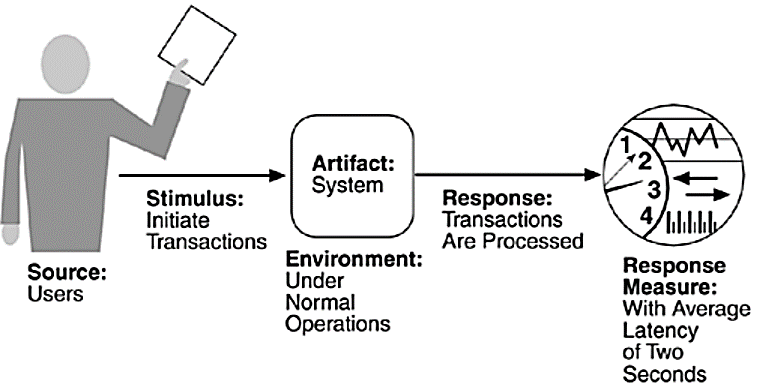 Source:
Users
Stimulus:
Initiate
Transactions
Artifact:
System
Environment:
Under
Normal
Operations
Response:
Transactions
Are Processed
1
2
3
4
Response
Measure:
With Average
Latency
of Two
Seconds